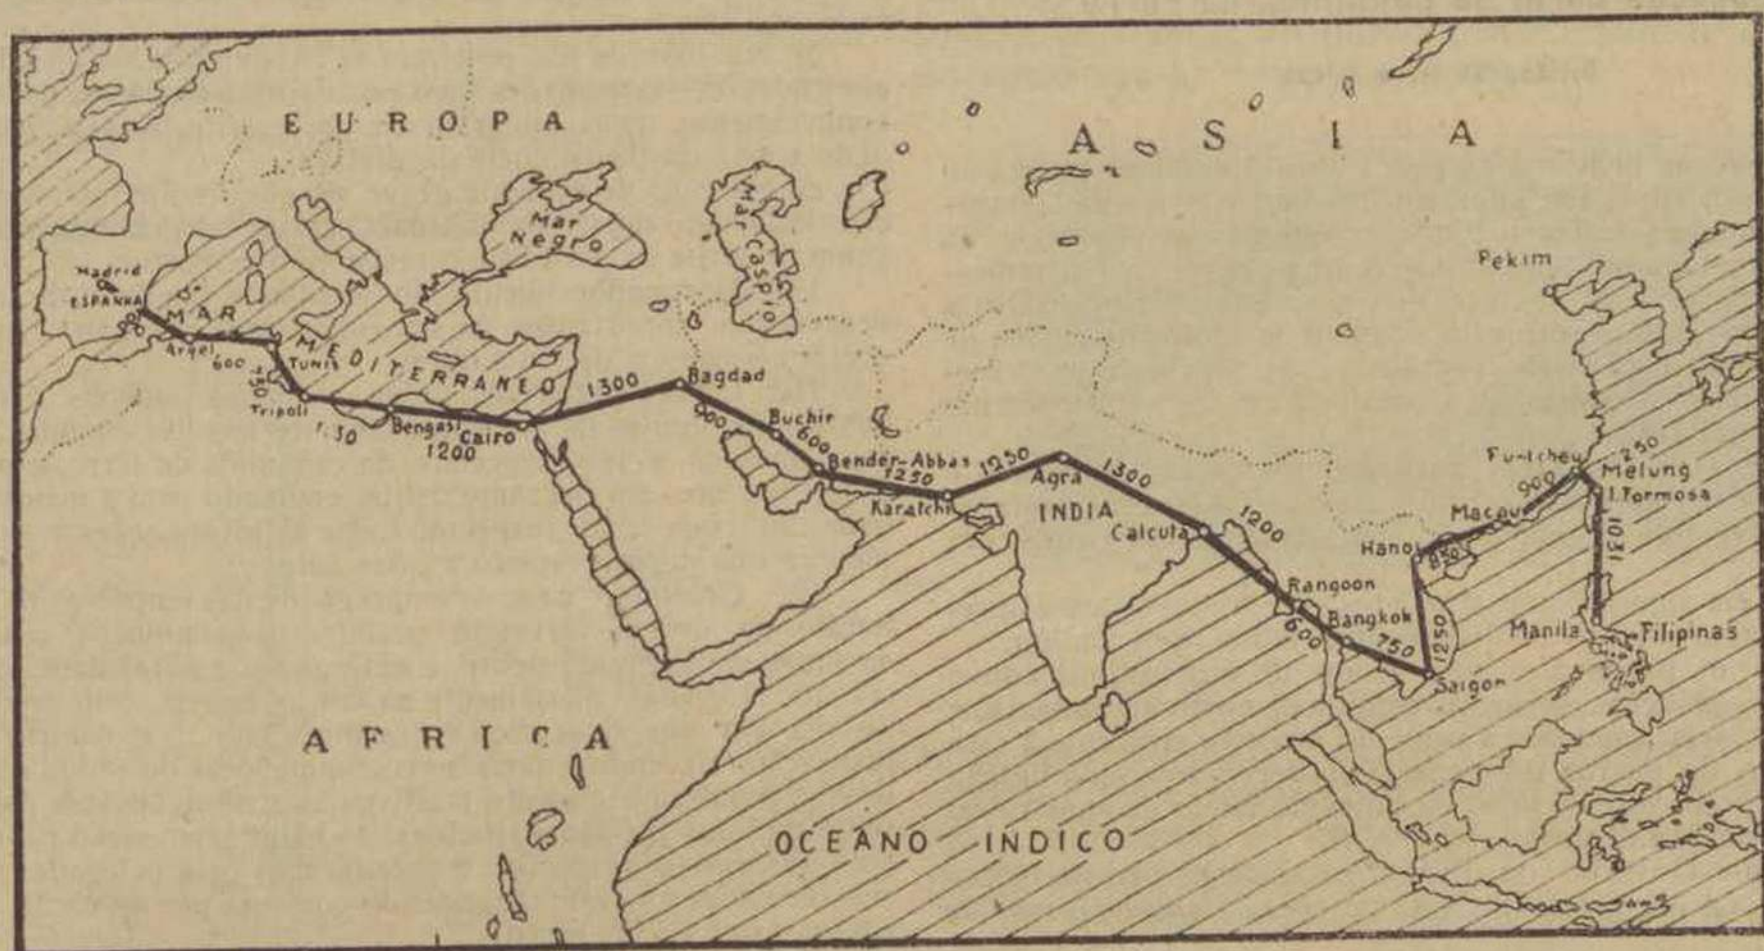 EUROPA
ASIA
Mar Negro
Mar Caspio
Madrid
ESPANHA
MAR MEDITERRANEO
Argel
600
Tunis
Tripoli
Bengasi
1200
Cairo
1300
Bagdad
900
Buchir
600
Bender-Abbas
1250
Karatchi
1250
Agra
INDIA
1300
Calcuta
1200
Rangoon
600
Bangkok
750
Saigon
1250
Hanoi
850
Macau
900
Fu-tcheu
250
Melung
I. Formosa
1031
Manila
Filipinas
Pekim
AFRICA
OCEANO INDICO